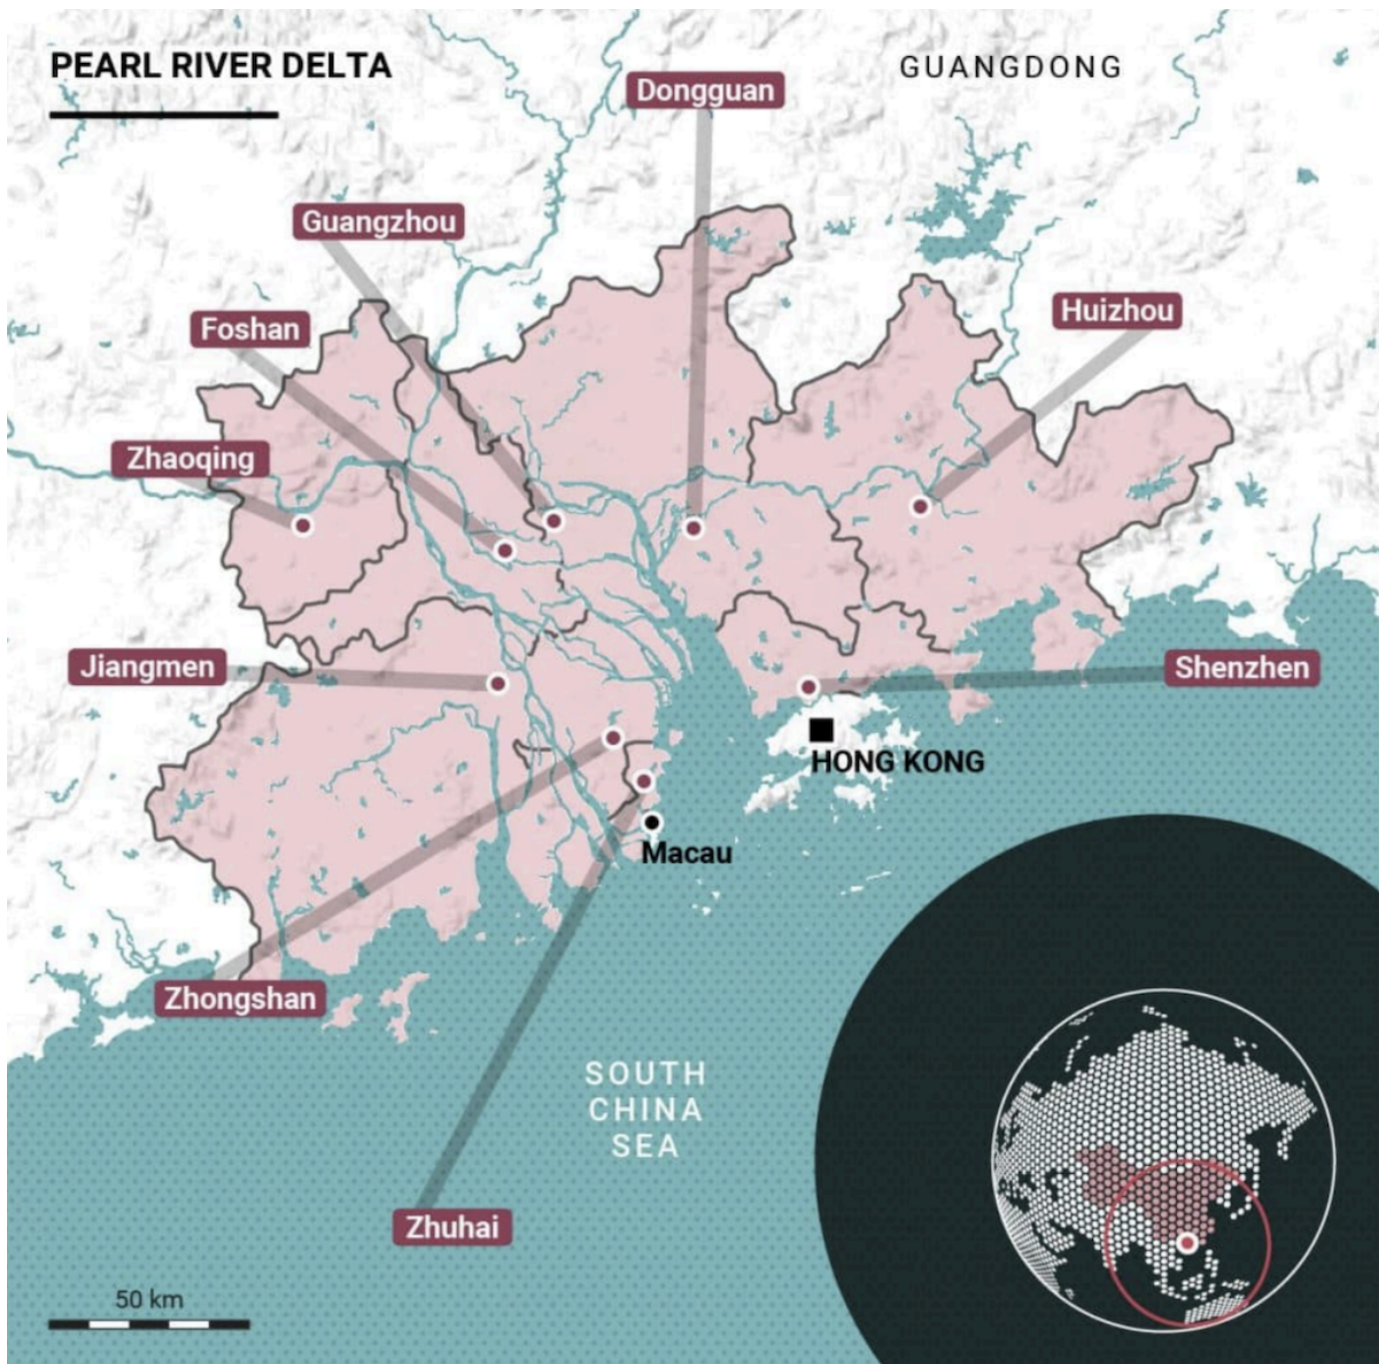 PEARL RIVER DELTA
GUANGDONG
Dongguan
Guangzhou
Huizhou
Foshan
Zhaoqing
Jiangmen
Shenzhen
HONG KONG
Macau
Zhongshan
SOUTH
CHINA
SEA
Zhuhai
50 km